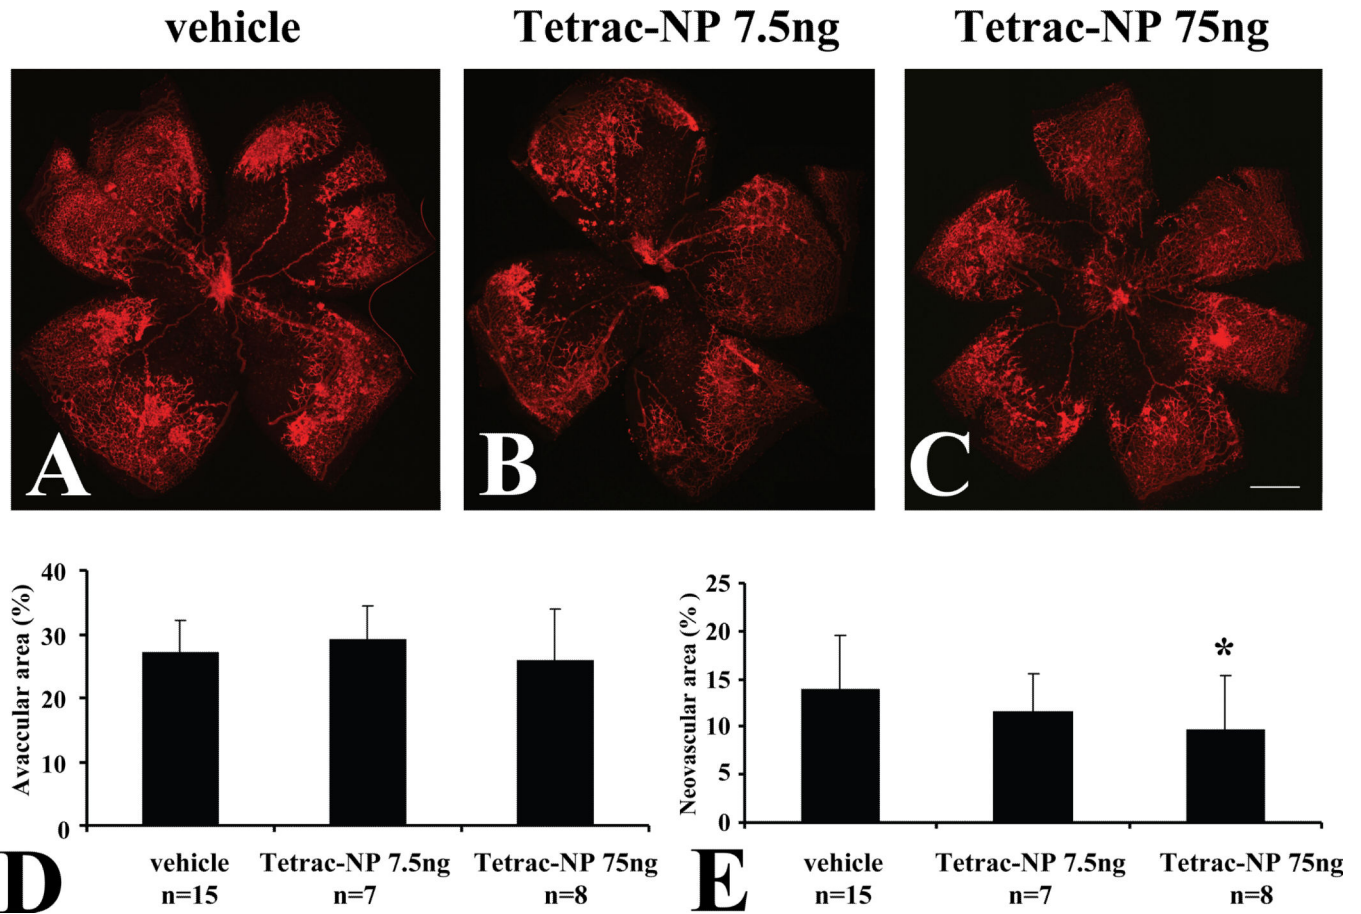 vehicle
Tetrac-NP 7.5ng
Tetrac-NP 75ng
A
B
C
Avaccular area (%)
40
30
20
10
0
vehicle
n=15
Tetrac-NP 7.5ng
n=7
Tetrac-NP 75ng
n=8
D
Neovascular area (% )
25
20
15
10
5
0
*
vehicle
n=15
Tetrac-NP 7.5ng
n=7
Tetrac-NP 75ng
n=8
E